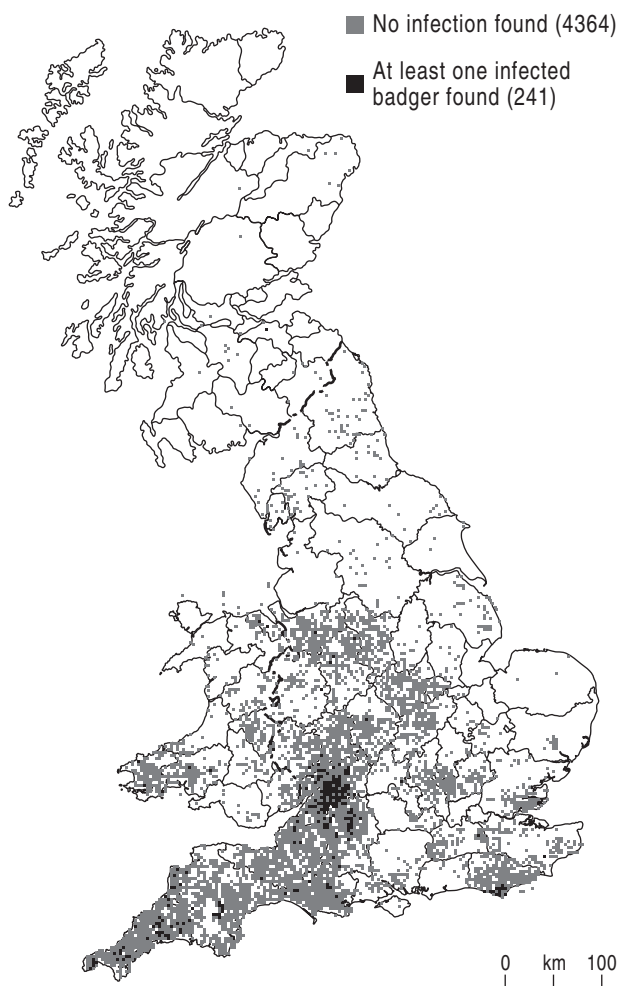 No infection found (4364)
At least one infected
badger found (241)
0 km 100